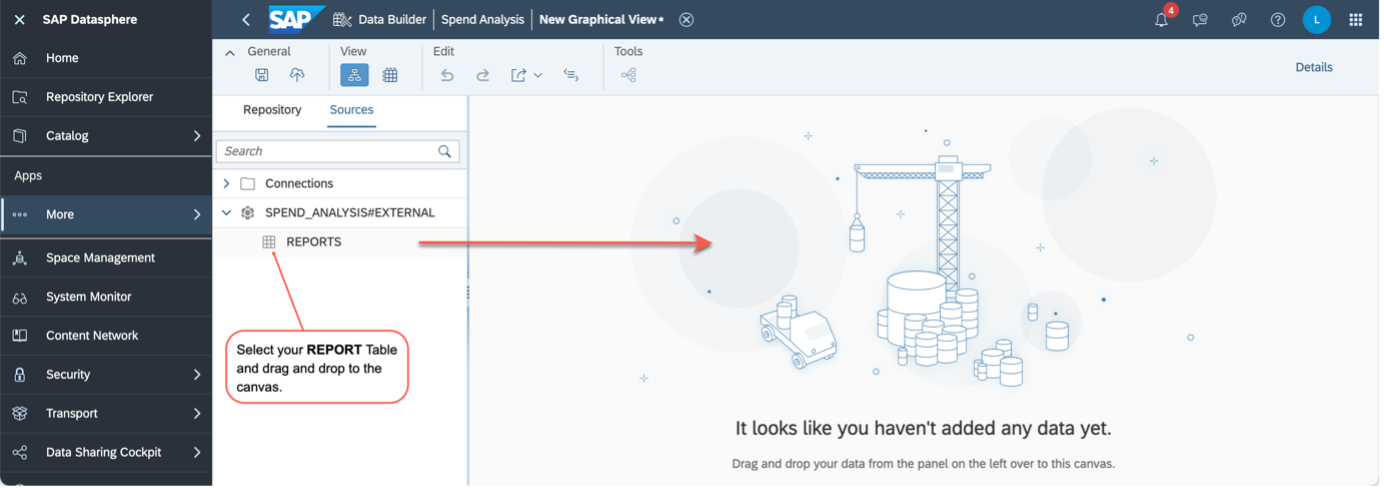 SAP Datasphere
SAP Data Builder Spend Analysis New Graphical View* 4 L
General View Edit Tools
Details
Home
Repository Explorer
Catalog
Apps
More
Space Management
System Monitor
Content Network
Security
Transport
Data Sharing Cockpit
Repository Sources
Search
Connections
SPEND_ANALYSIS#EXTERNAL
REPORTS
Select your REPORT Table
and drag and drop to the
canvas.
It looks like you haven't added any data yet.
Drag and drop your data from the panel on the left over to this canvas.